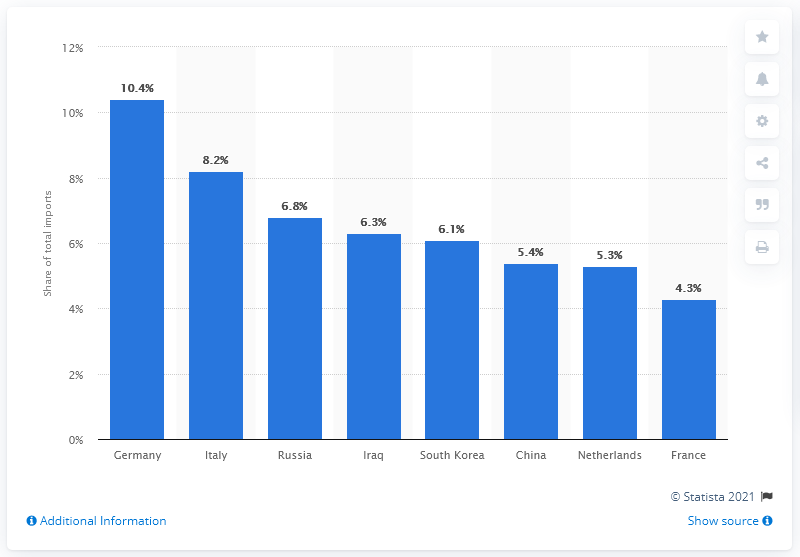 12%
10%
8%
6%
4%
2%
0%
Share of total imports
10.4%
8.2%
6.8%
6.3%
6.1%
5.4%
5.3%
4.3%
Germany
Italy
Russia
Iraq
South Korea
China
Netherlands
France
© Statista 2021
Additional Information
Show source